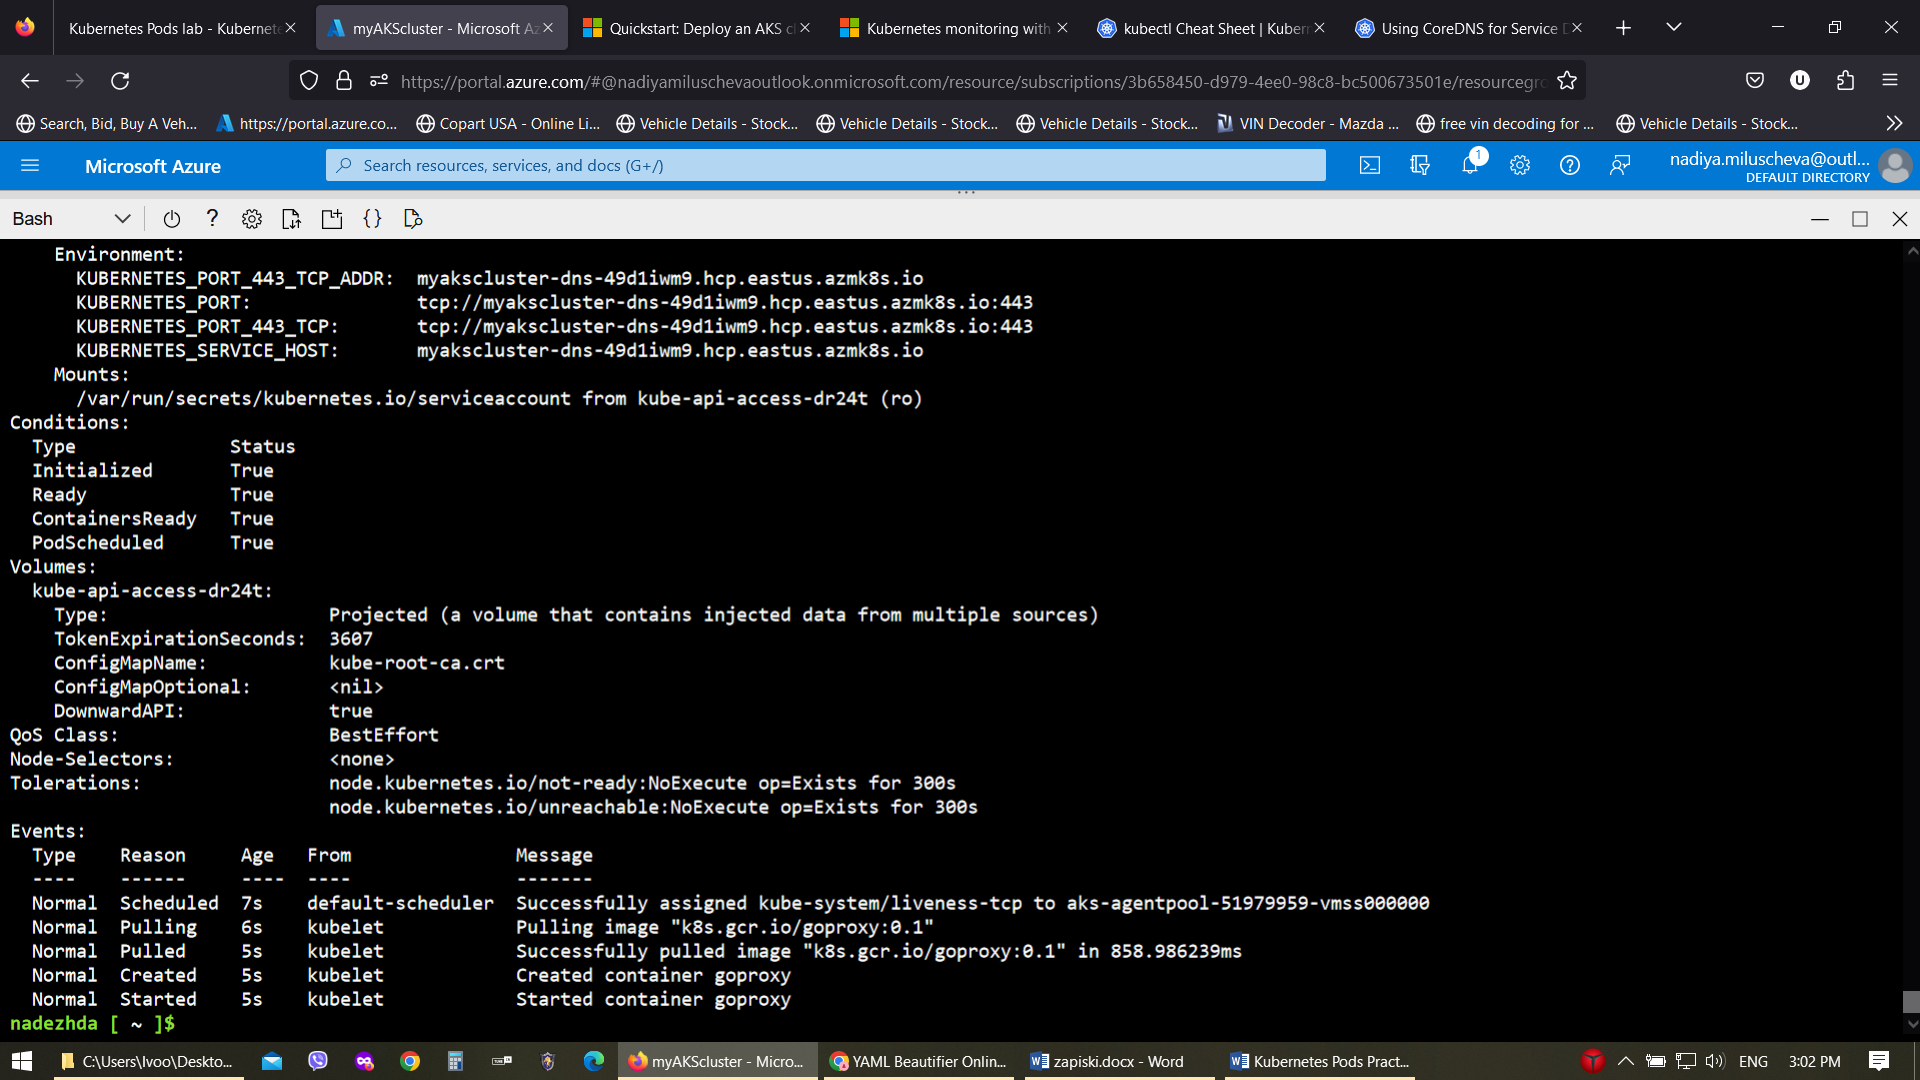 Kubernetes Pods lab - Kubernete
myAKScluster - Microsoft Az
Quickstart: Deploy an AKS cl
Kubernetes monitoring with
kubectl Cheat Sheet | Kubern
Using CoreDNS for Service D
https://portal.azure.com/#@nadiyamiluschevaoutlook.onmicrosoft.com/resource/subscriptions/3b658450-d979-4ee0-98c8-bc500673501e/resourcegro
Search, Bid, Buy A Veh...
https://portal.azure.co...
Copart USA - Online Li...
Vehicle Details - Stock...
Vehicle Details - Stock...
Vehicle Details - Stock...
VIN Decoder - Mazda ...
free vin decoding for ...
Vehicle Details - Stock...
Microsoft Azure
Search resources, services, and docs (G+/)
1
nadiya.miluscheva@outl...
DEFAULT DIRECTORY
Bash
Environment:
KUBERNETES_PORT_443_TCP_ADDR: myakscluster-dns-49d1iwm9.hcp.eastus.azmk8s.io
KUBERNETES_PORT: tcp://myakscluster-dns-49d1iwm9.hcp.eastus.azmk8s.io:443
KUBERNETES_PORT_443_TCP: tcp://myakscluster-dns-49d1iwm9.hcp.eastus.azmk8s.io:443
KUBERNETES_SERVICE_HOST: myakscluster-dns-49d1iwm9.hcp.eastus.azmk8s.io
Mounts:
/var/run/secrets/kubernetes.io/serviceaccount from kube-api-access-dr24t (ro)
Conditions:
Type Status
Initialized True
Ready True
ContainersReady True
PodScheduled True
Volumes:
kube-api-access-dr24t:
Type: Projected (a volume that contains injected data from multiple sources)
TokenExpirationSeconds: 3607
ConfigMapName: kube-root-ca.crt
ConfigMapOptional: <nil>
DownwardAPI: true
QoS Class: BestEffort
Node-Selectors: <none>
Tolerations: node.kubernetes.io/not-ready:NoExecute op=Exists for 300s
node.kubernetes.io/unreachable:NoExecute op=Exists for 300s
Events:
Type Reason Age From Message
---- ------ ---- ---- -------
Normal Scheduled 7s default-scheduler Successfully assigned kube-system/liveness-tcp to aks-agentpool-51979959-vmss000000
Normal Pulling 6s kubelet Pulling image "k8s.gcr.io/goproxy:0.1"
Normal Pulled 5s kubelet Successfully pulled image "k8s.gcr.io/goproxy:0.1" in 858.986239ms
Normal Created 5s kubelet Created container goproxy
Normal Started 5s kubelet Started container goproxy
nadezhda [ ~ ]$
C:\Users\Ivoo\Deskto...
myAKScluster - Micro...
YAML Beautifier Onlin...
zapiski.docx - Word
Kubernetes Pods Pract...
ENG
3:02 PM